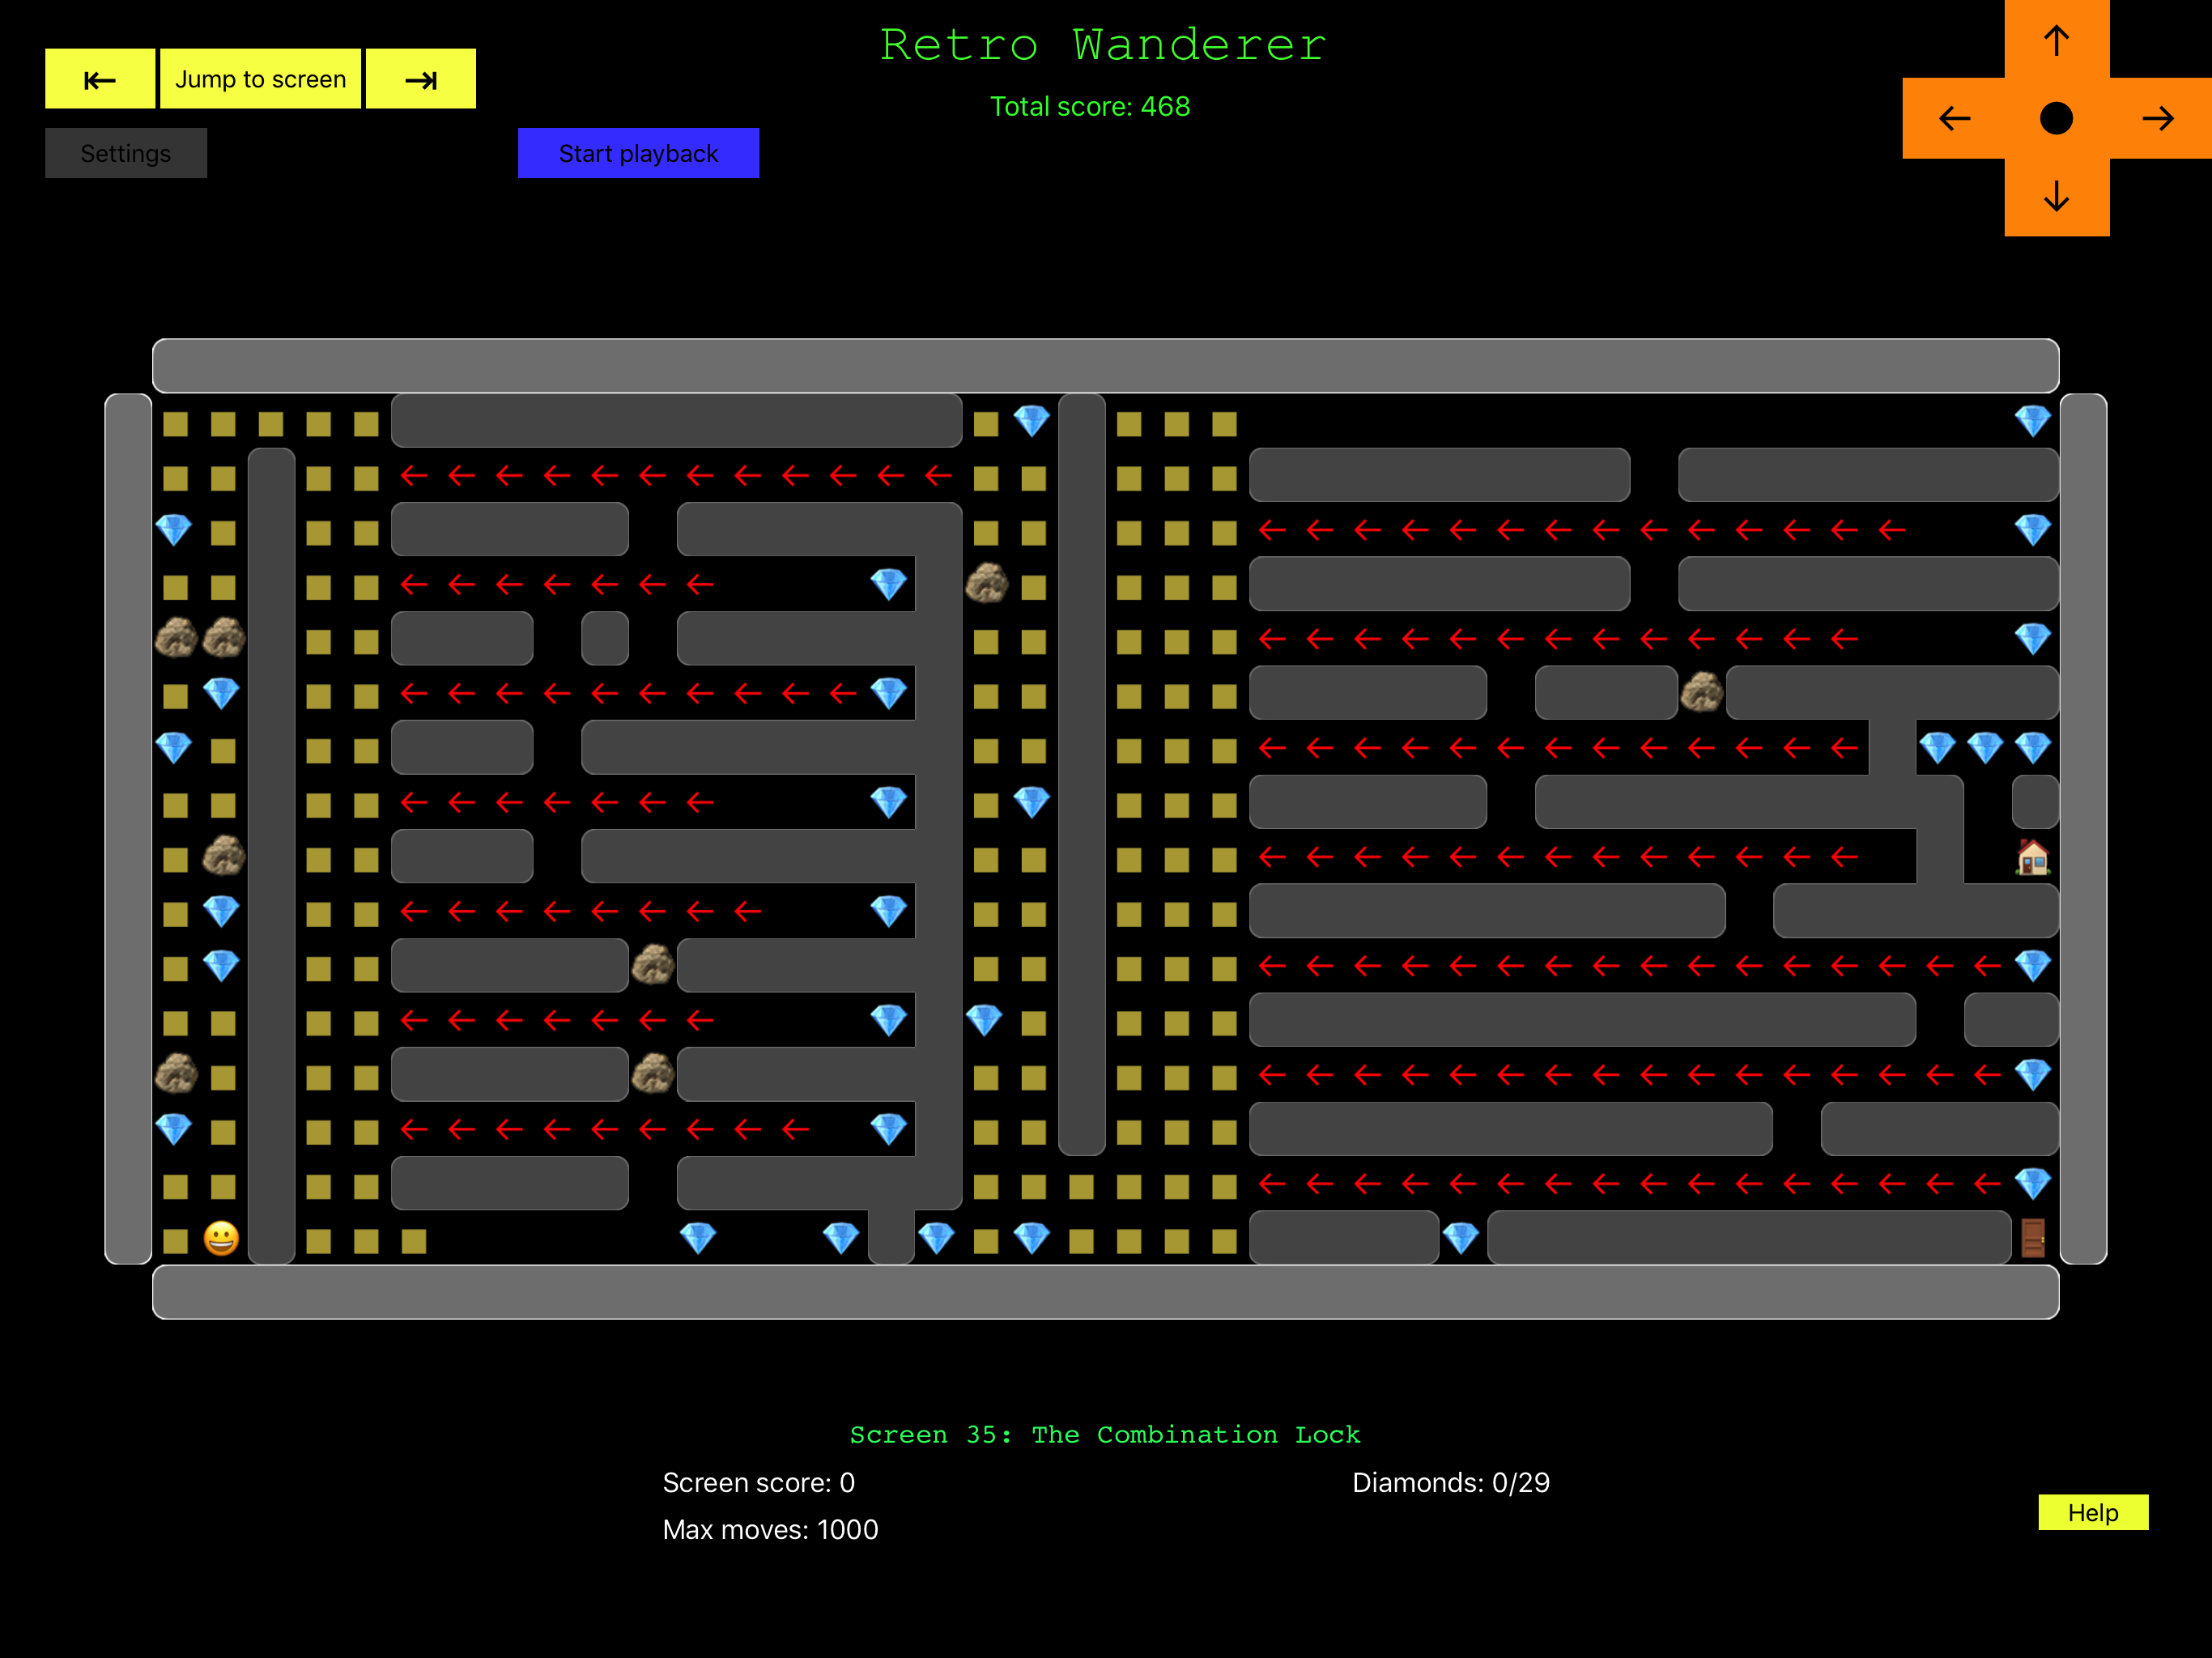 Retro Wanderer
Jump to screen
Total score: 468
Settings
Start playback
Screen 35: The Combination Lock
Screen score: 0
Diamonds: 0/29
Max moves: 1000
Help